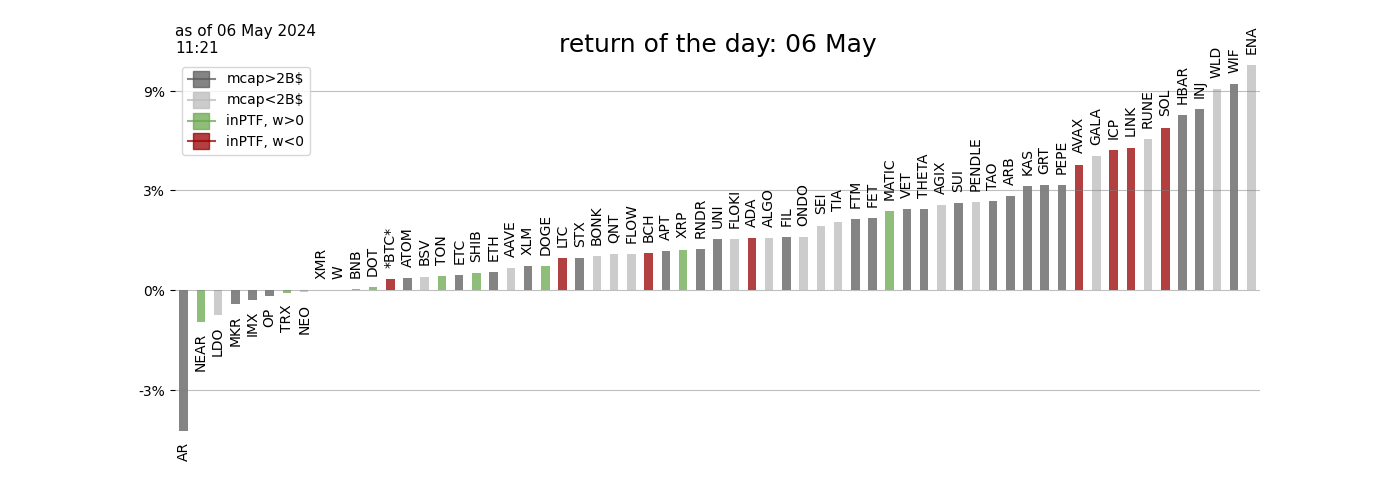 as of 06 May 2024
11:21
return of the day: 06 May
mcap>2B$
mcap<2B$
inPTF, w>0
inPTF, w<0
9%
3%
0%
-3%
AR
NEAR
LDO
MKR
IMX
OP
TRX
NEO
XMR
W
BNB
DOT
*BTC*
ATOM
BSV
TON
ETC
SHIB
ETH
AAVE
XLM
DOGE
LTC
STX
BONK
QNT
FLOW
BCH
APT
XRP
RNDR
UNI
FLOKI
ADA
ALGO
FIL
ONDO
SEI
TIA
FTM
FET
MATIC
VET
THETA
AGIX
SUI
PENDLE
TAO
ARB
KAS
GRT
PEPE
AVAX
GALA
ICP
LINK
RUNE
SOL
HBAR
INJ
WLD
WIF
ENA